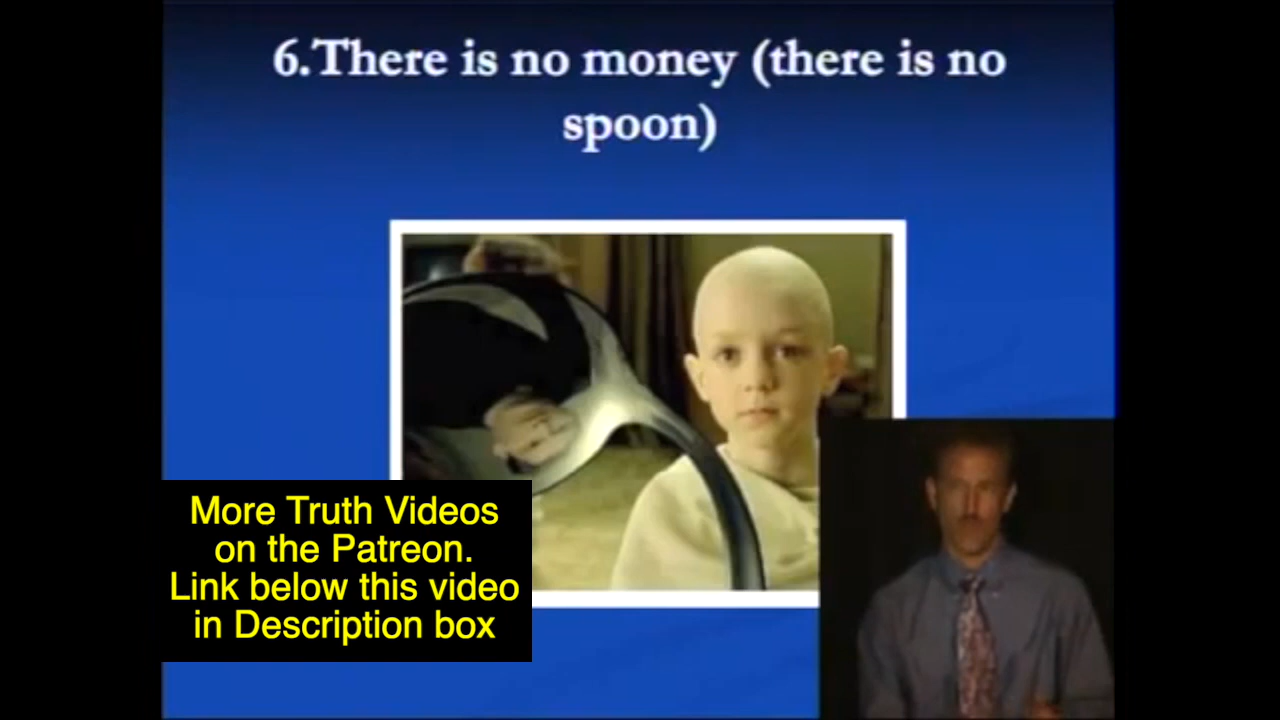 6.There is no money (there is no
spoon)
More Truth Videos
on the Patreon.
Link below this video
in Description box